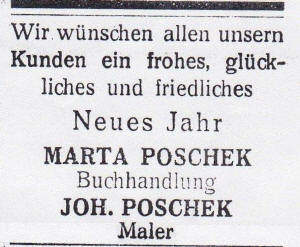 Wir wünschen allen unsern
Kunden ein frohes, glück-
liches und friedliches
Neues Jahr
MARTA POSCHEK
Buchhandlung
JOH. POSCHEK
Maler